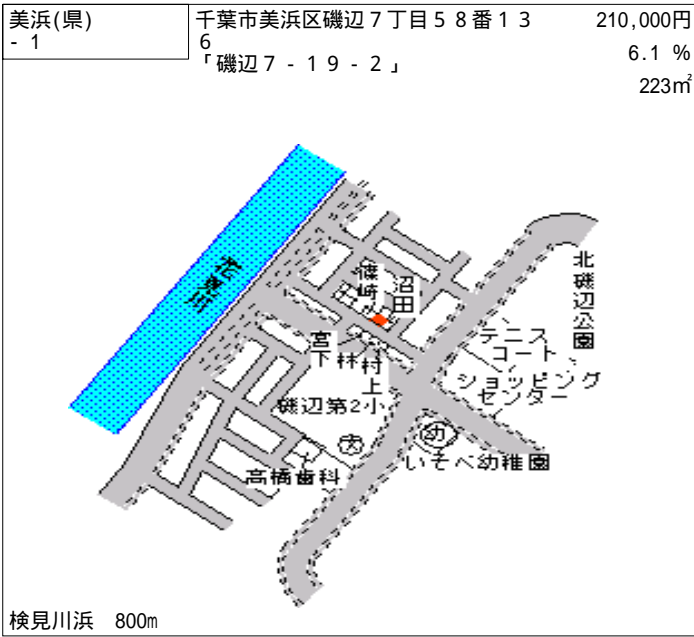 美浜(県)
- 1
千葉市美浜区磯辺７丁目５８番１３
６
「磯辺７‐１９‐２」
210,000円
6.1 %
223㎡
花見川
篠崎
沼田
北磯辺公園
テニス
コート
宮下
林
村上
ショッピング
センター
磯辺第2小
文
幼
いそべ幼稚園
高橋歯科
検見川浜　800m